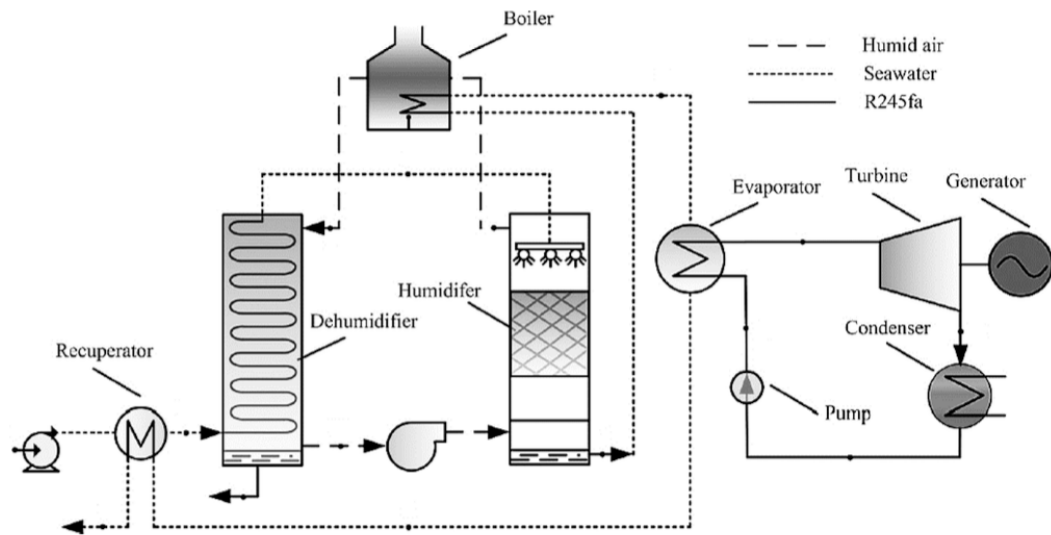 Boiler
Humid air
Seawater
R245fa
Evaporator
Turbine
Generator
Humidifer
Dehumidifier
Condenser
Recuperator
Pump